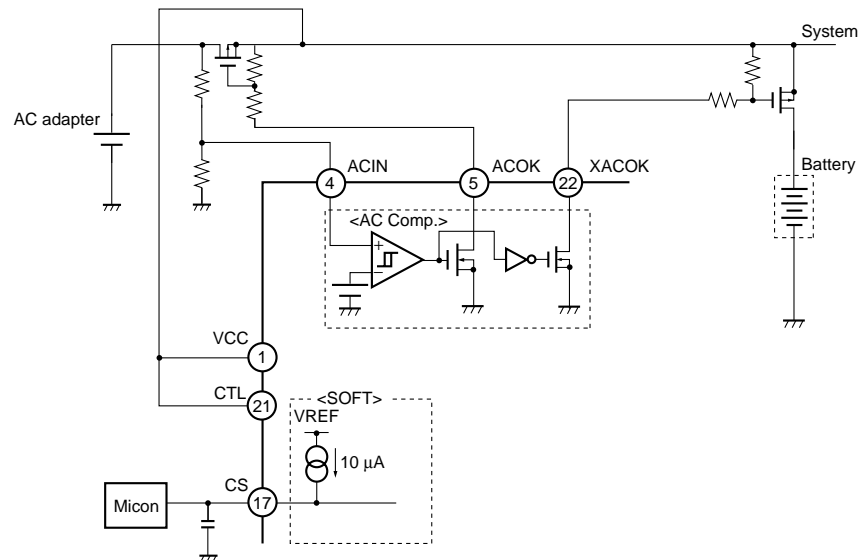 System
AC adapter
ACIN
ACOK
XACOK
4
5
22
Battery
<AC Comp.>
+
−
VCC
1
CTL
21
<SOFT>
VREF
10 μA
CS
Micon
17